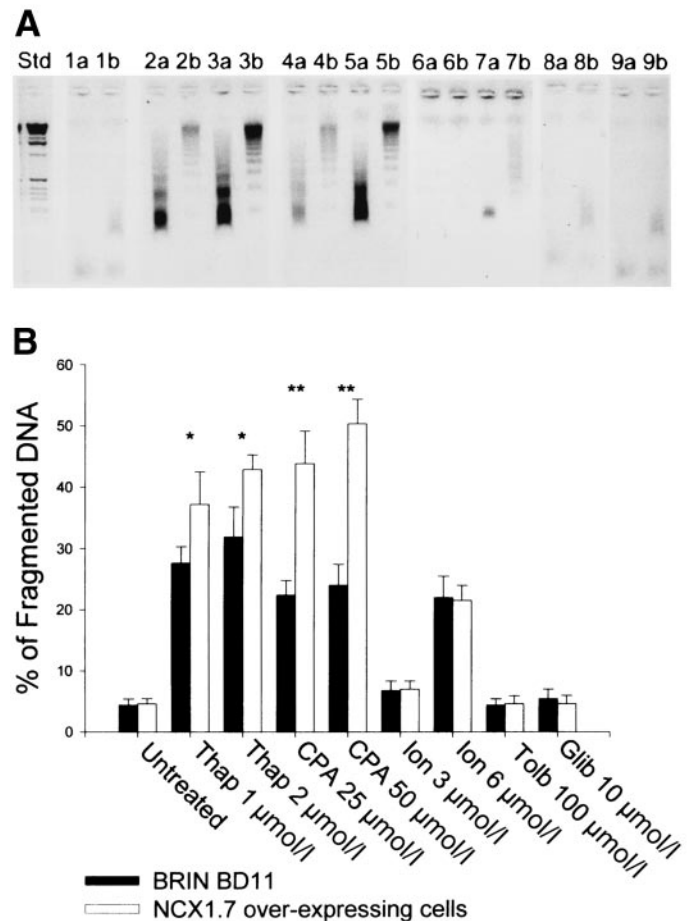 A
Std 1a 1b 2a 2b 3a 3b 4a 4b 5a 5b 6a 6b 7a 7b 8a 8b 9a 9b
B
% of Fragmented DNA
60
50
40
30
20
10
0
* * ** **
Untreated
Thap 1 µmol/l
Thap 2 µmol/l
CPA 25 µmol/l
CPA 50 µmol/l
Ion 3 µmol/l
Ion 6 µmol/l
Tolb 100 µmol/l
Glib 10 µmol/l
BRIN BD11
NCX1.7 over-expressing cells